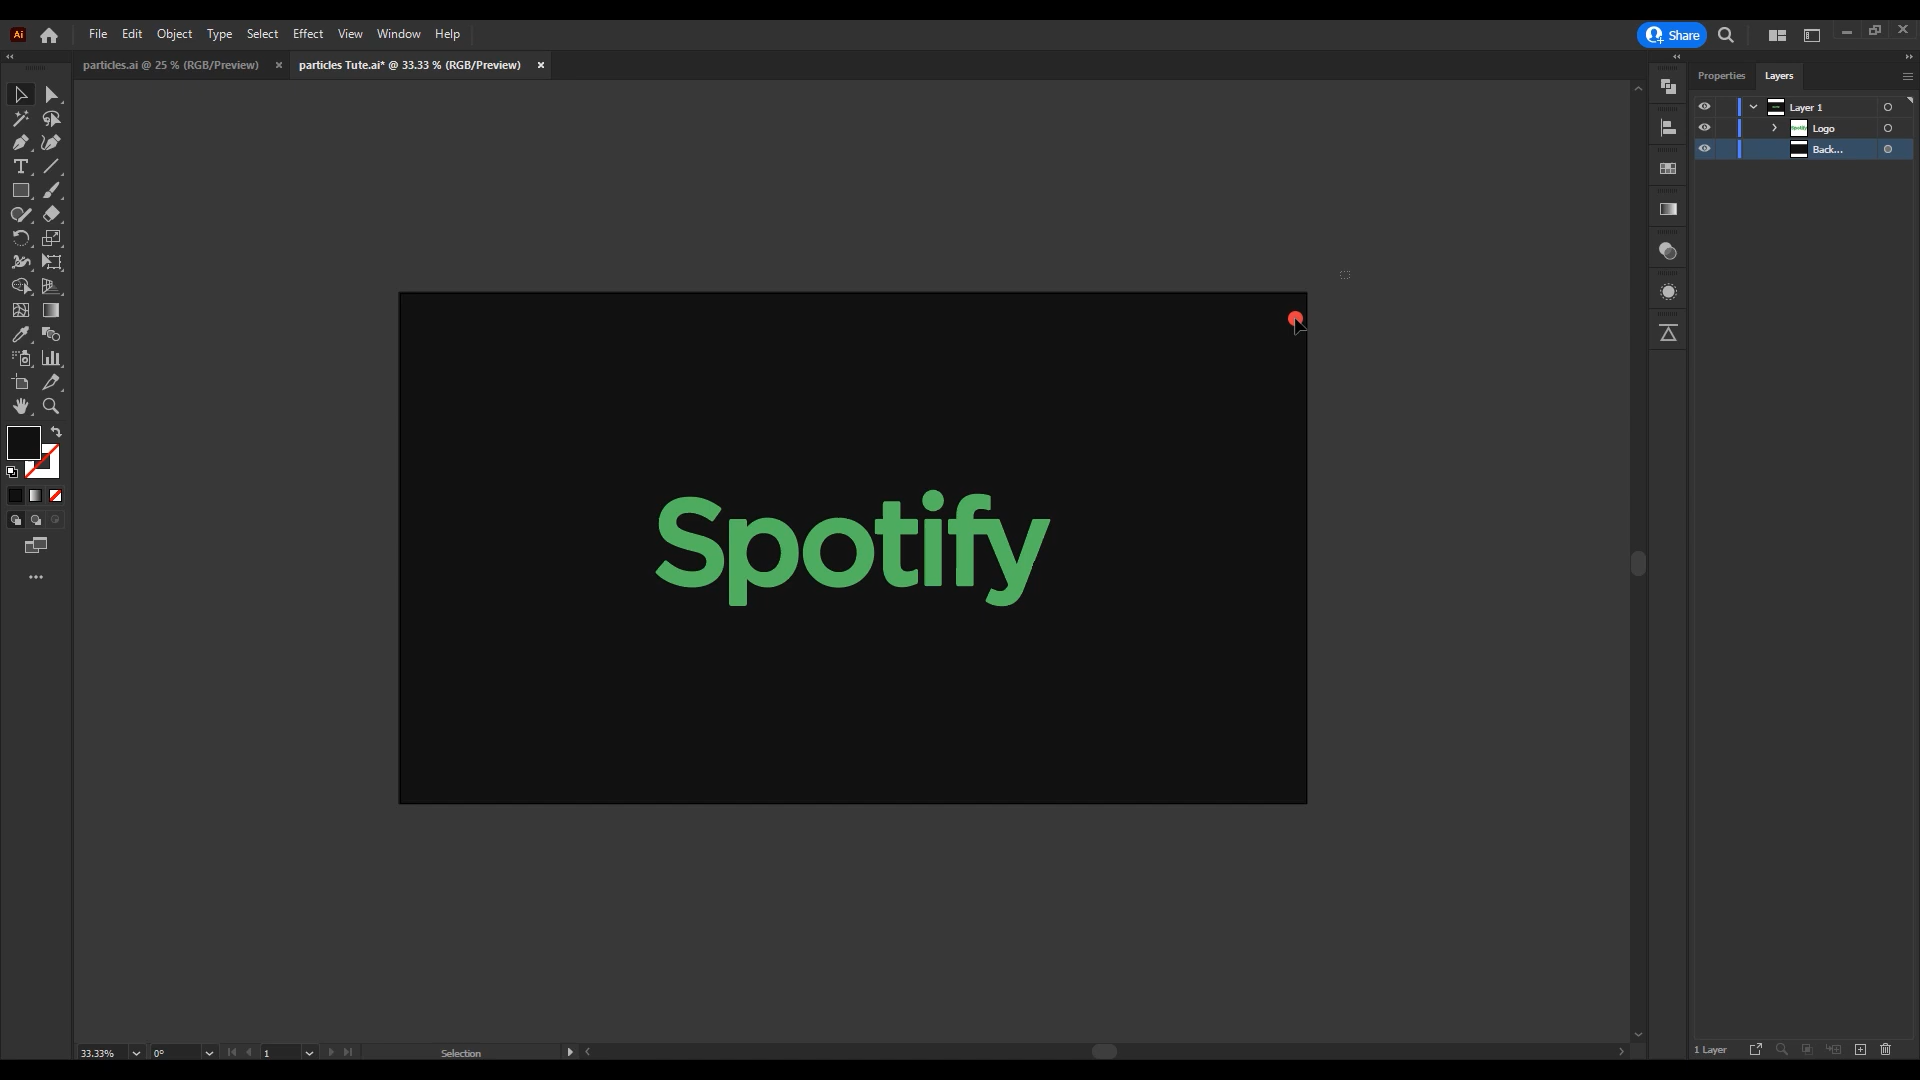 Ai File Edit Object Type Select Effect View Window Help Share
particles.ai @ 25 % (RGB/Preview) × particles Tute.ai* @ 33.33 % (RGB/Preview) ×
Properties Layers
Layer 1
Logo
Back...
Spotify
33.33% 0° 1 Selection
1 Layer